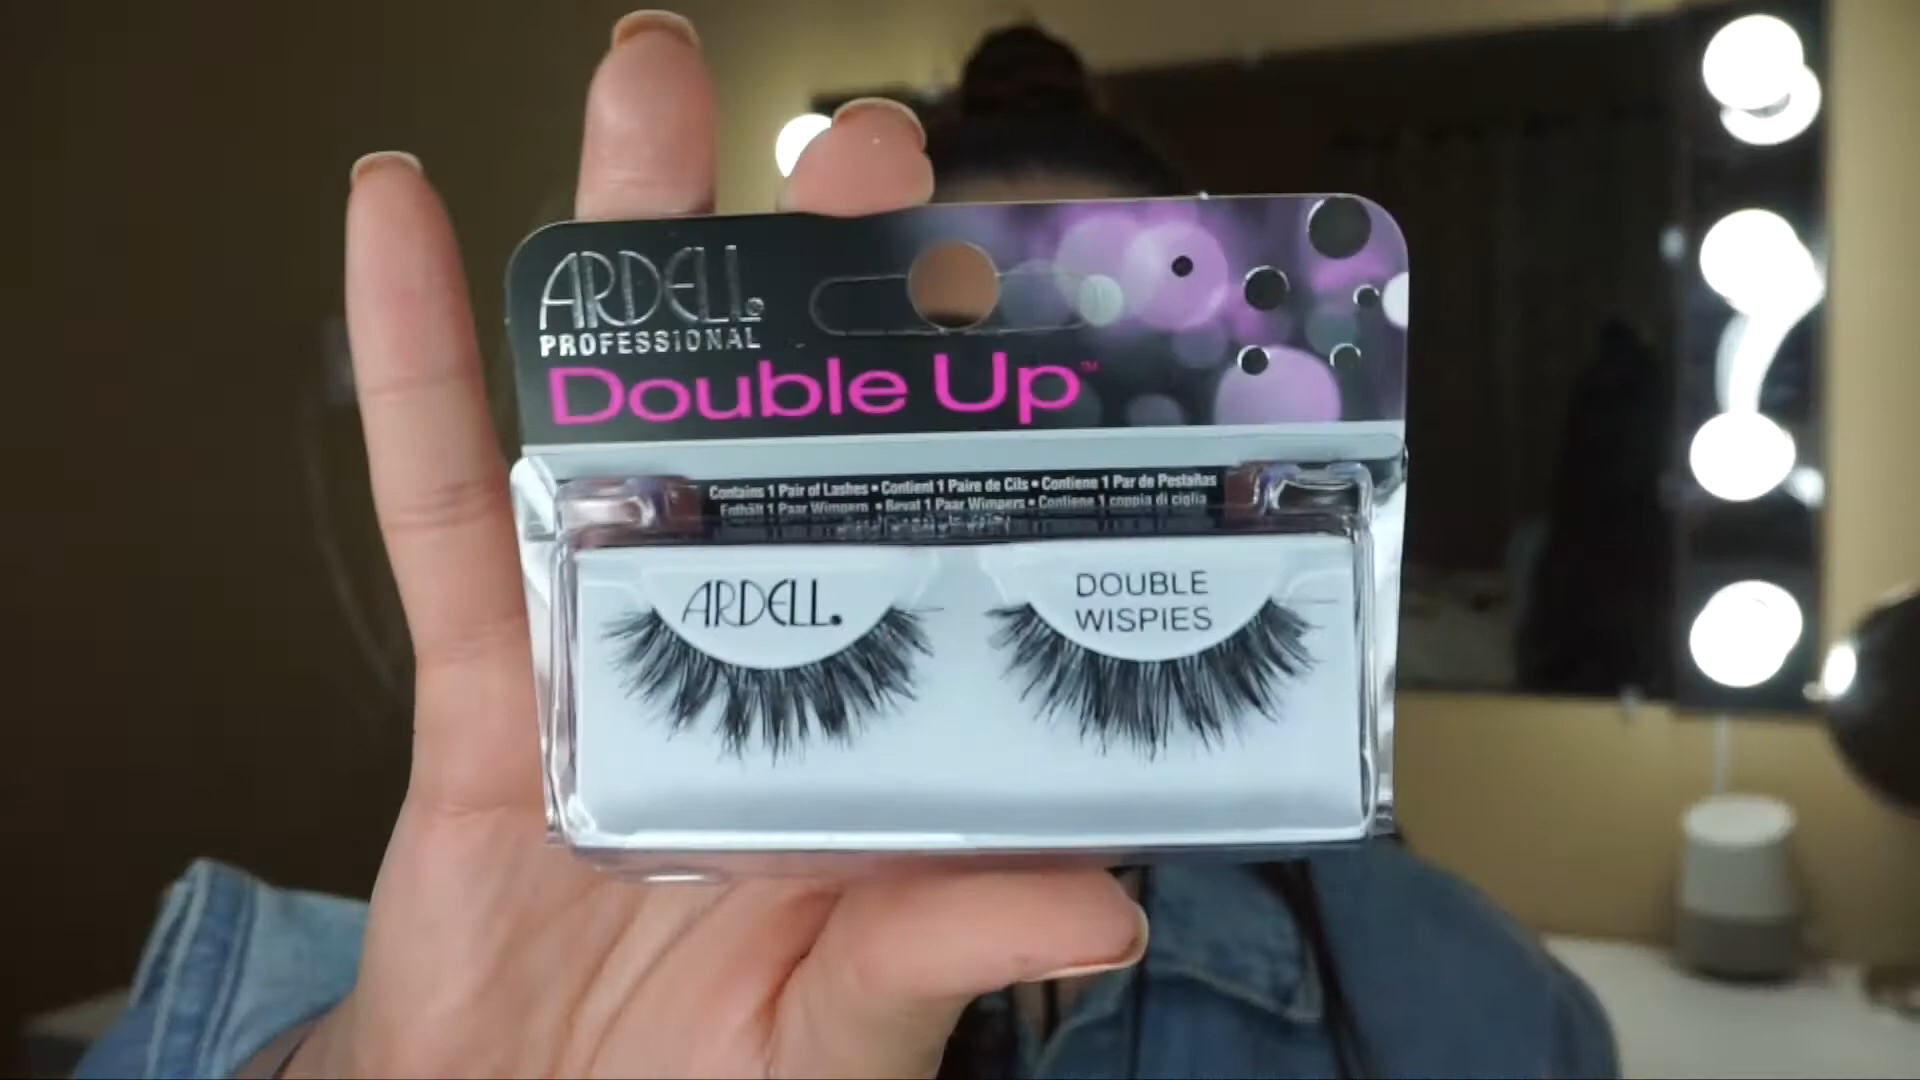 ARDELL®
PROFESSIONAL
Double Up™
Contains 1 Pair of Lashes • Contient 1 Paire de Cils • Contiene 1 Par de Pestañas
Enthält 1 Paar Wimpern • Bevat 1 Paar Wimpers • Contiene 1 coppia di ciglia
ARDELL®
DOUBLE
WISPIES